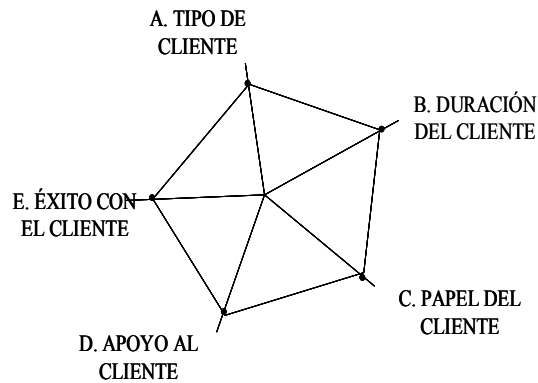 A. TIPO DE
CLIENTE
B. DURACIÓN
DEL CLIENTE
E. ÉXITO CON
EL CLIENTE
C. PAPEL DEL
CLIENTE
D. APOYO AL
CLIENTE